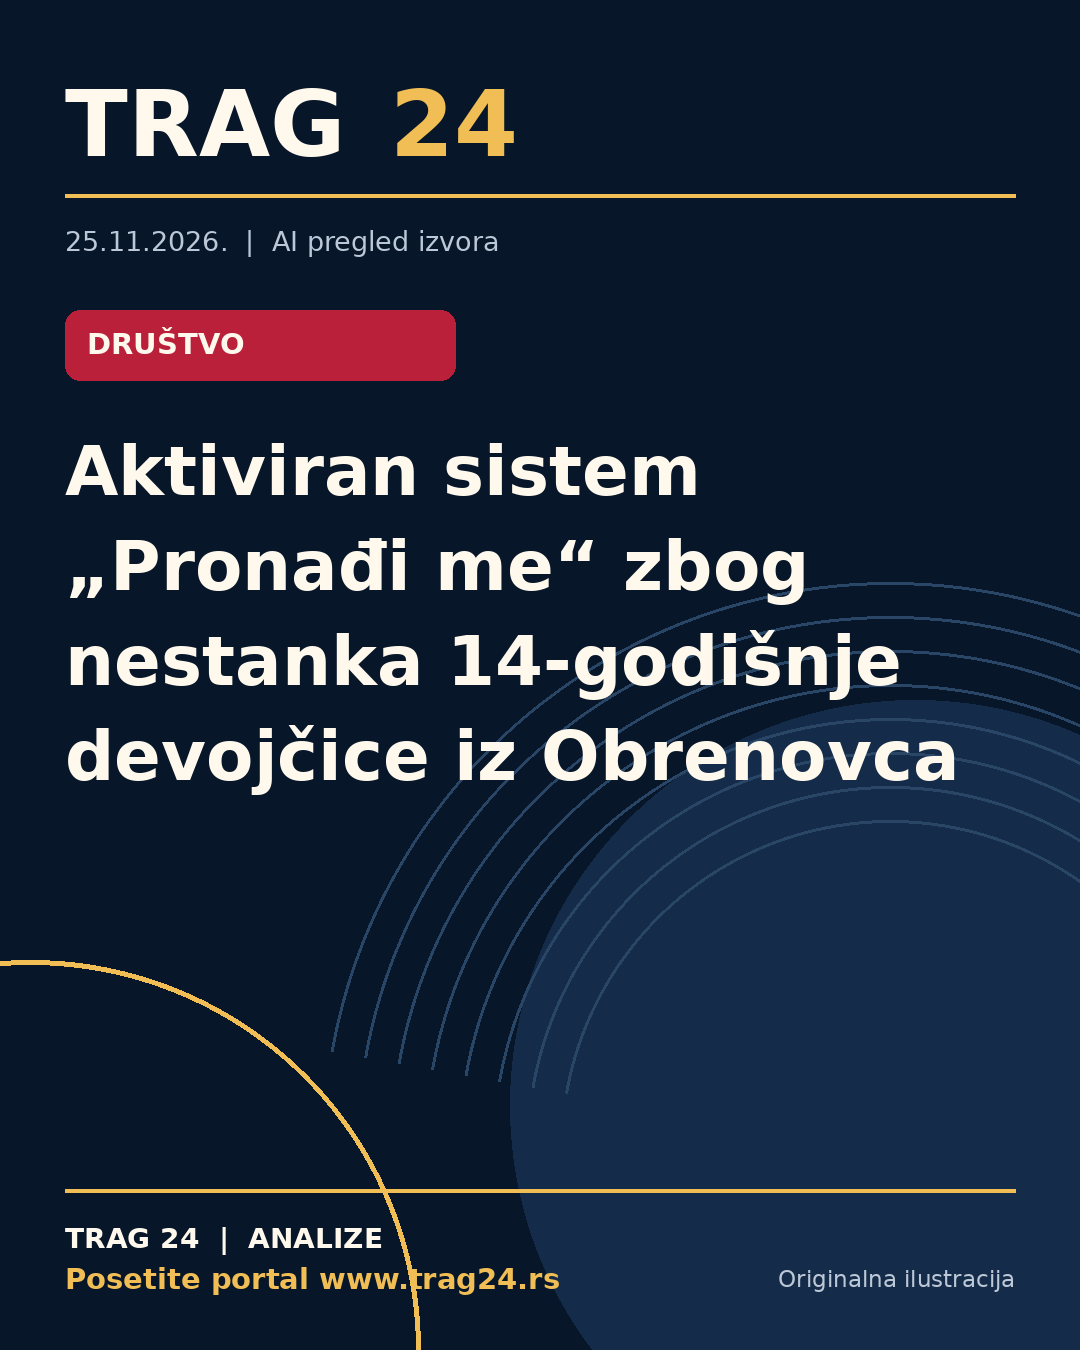 TRAG 24
25.11.2026. | AI pregled izvora
DRUŠTVO
Aktiviran sistem
„Pronađi me“ zbog
nestanka 14-godišnje
devojčice iz Obrenovca
TRAG 24 | ANALIZE
Posetite portal www.trag24.rs
Originalna ilustracija